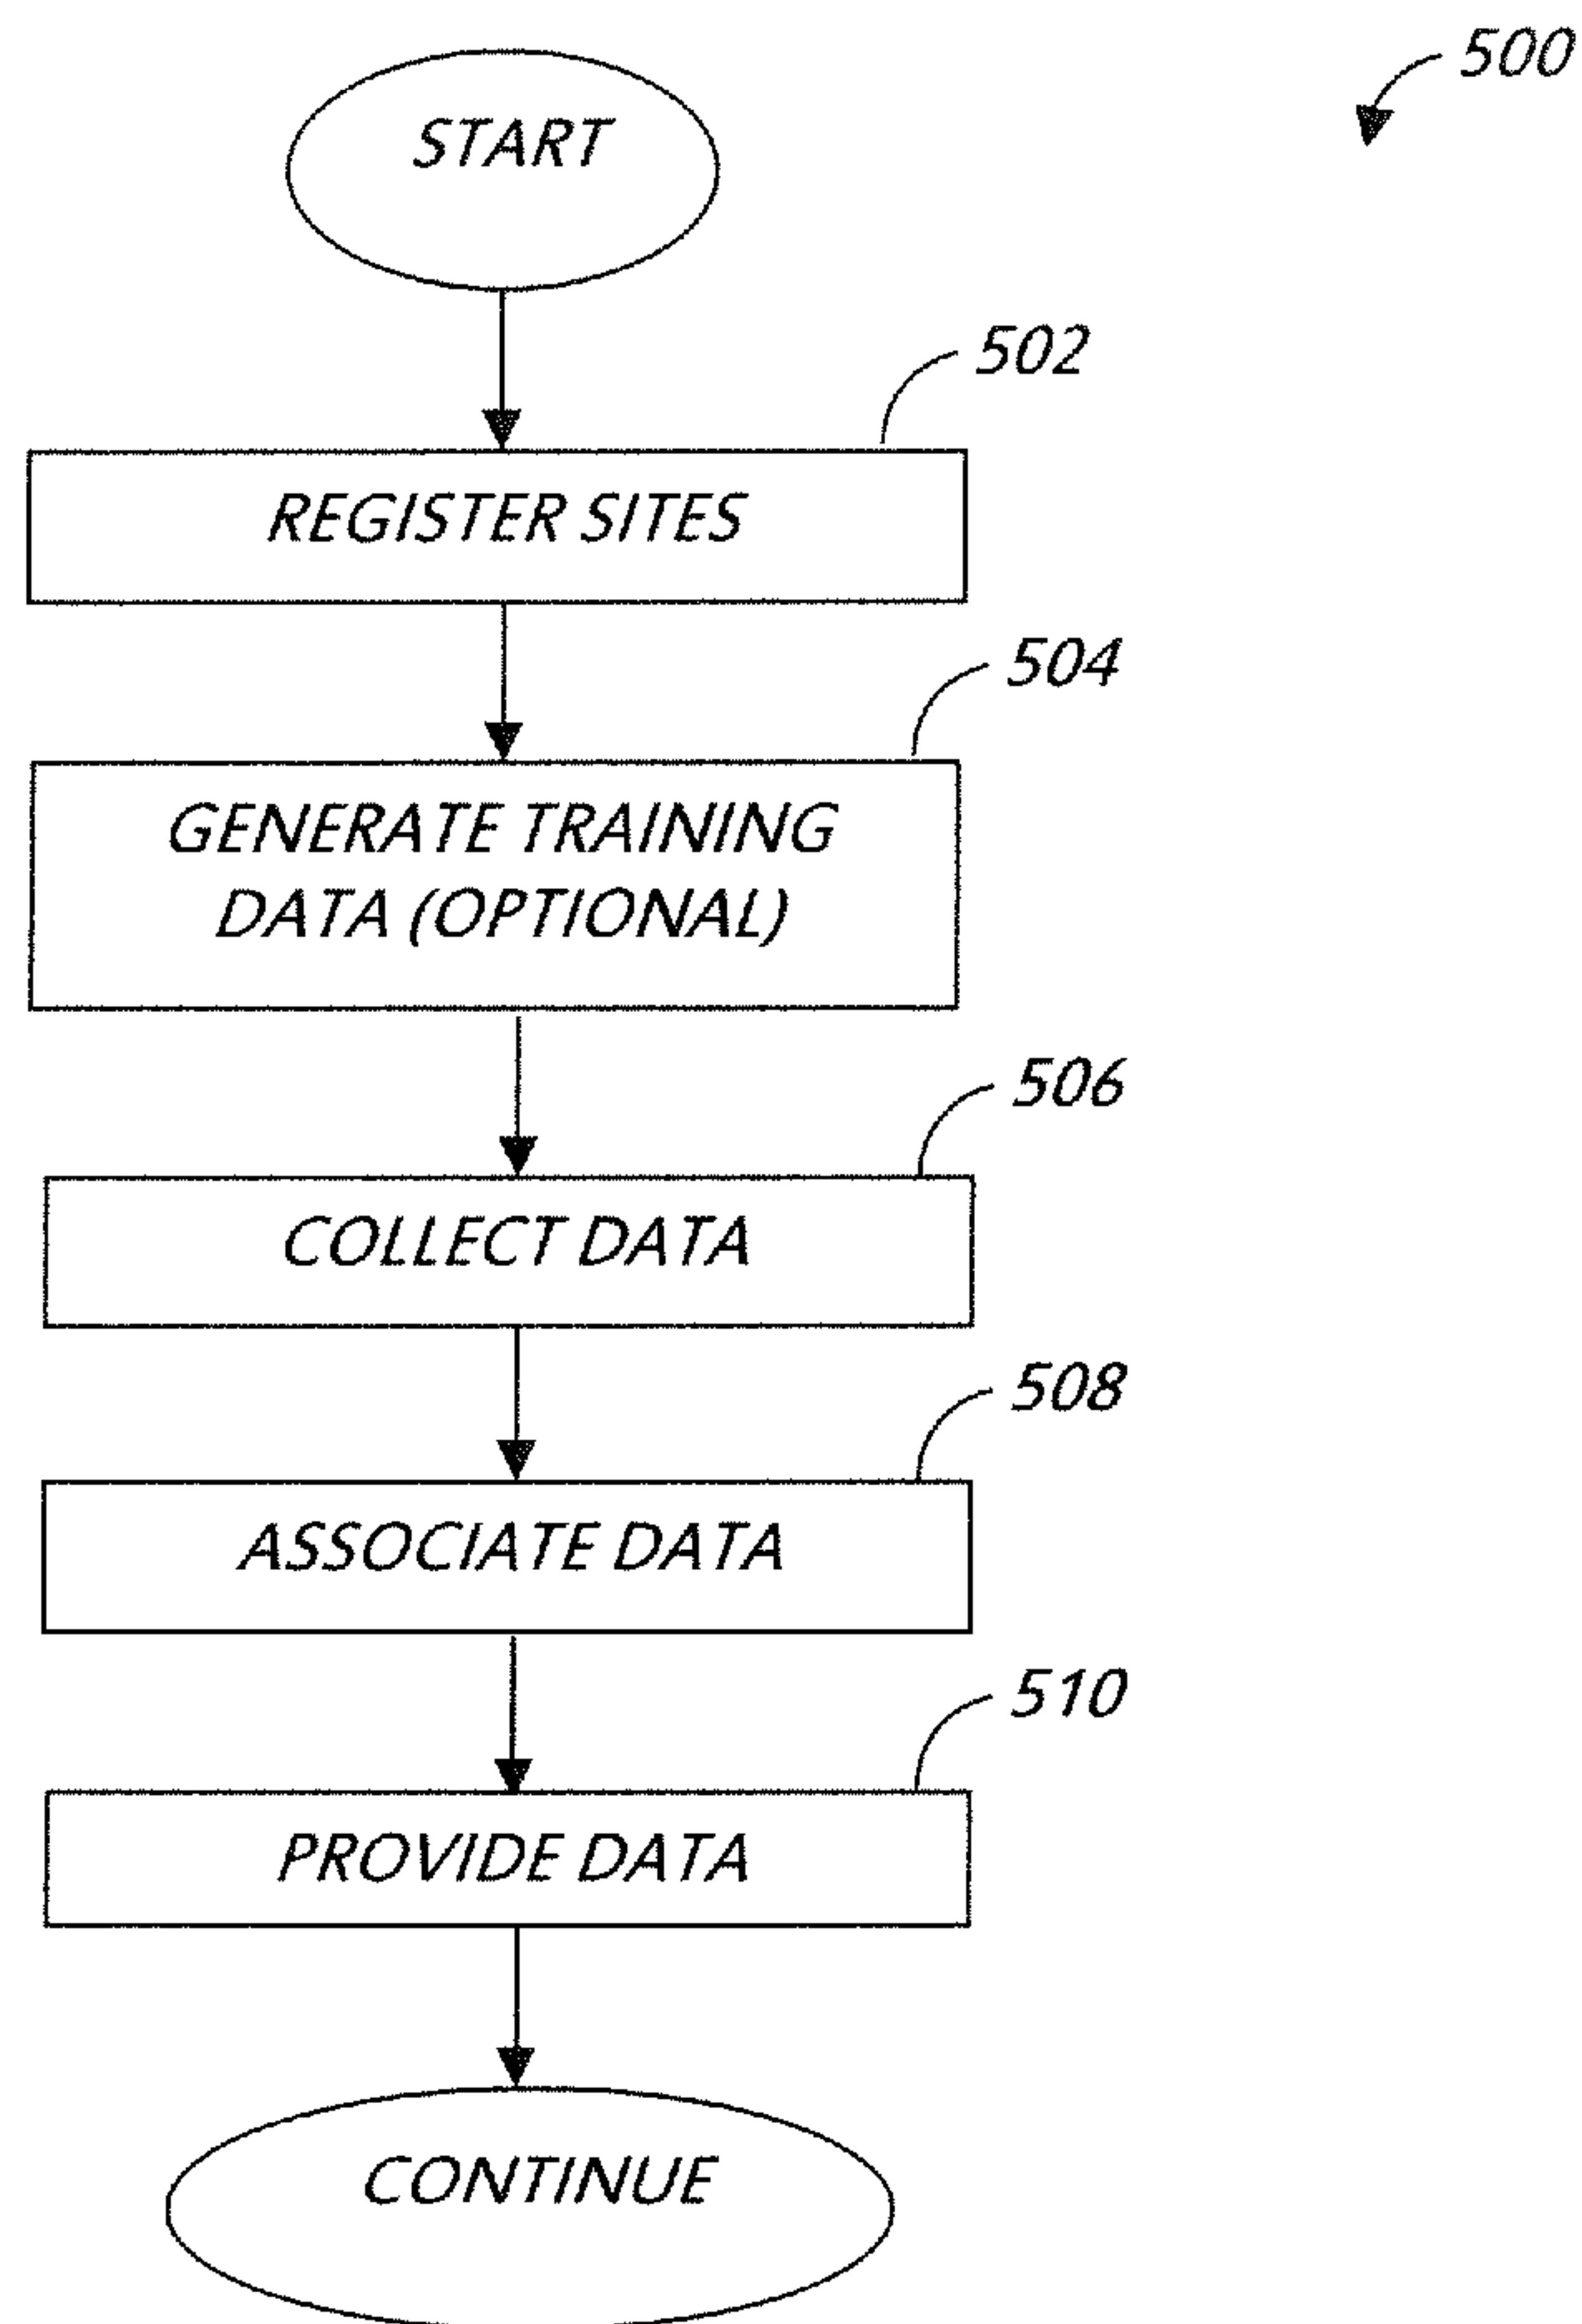 500
START
502
REGISTER SITES
504
GENERATE TRAINING
DATA (OPTIONAL)
506
COLLECT DATA
508
ASSOCIATE DATA
510
PROVIDE DATA
CONTINUE